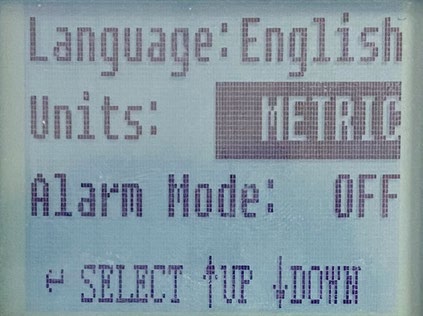 Language:English
Units: METRIC
Alarm Mode: OFF
↵ SELECT ↑UP ↓DOWN